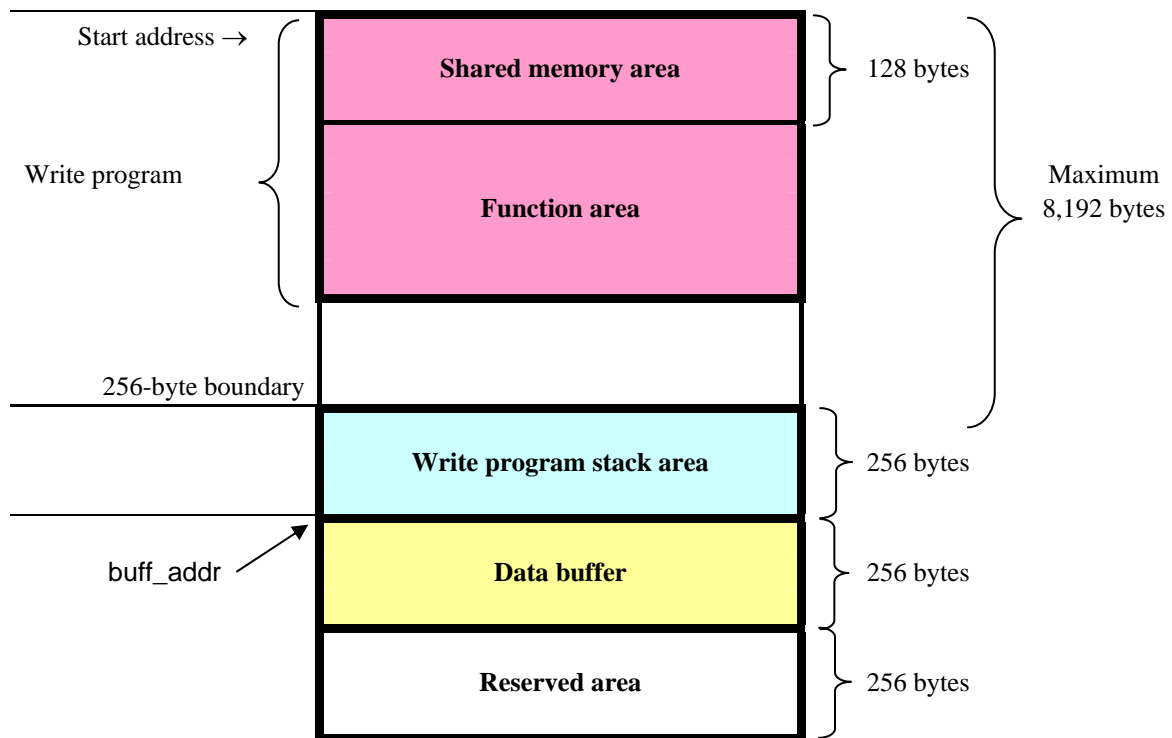 Start address →
Shared memory area
128 bytes
Write program
Function area
Maximum
8,192 bytes
256-byte boundary
Write program stack area
256 bytes
buff_addr
Data buffer
256 bytes
Reserved area
256 bytes